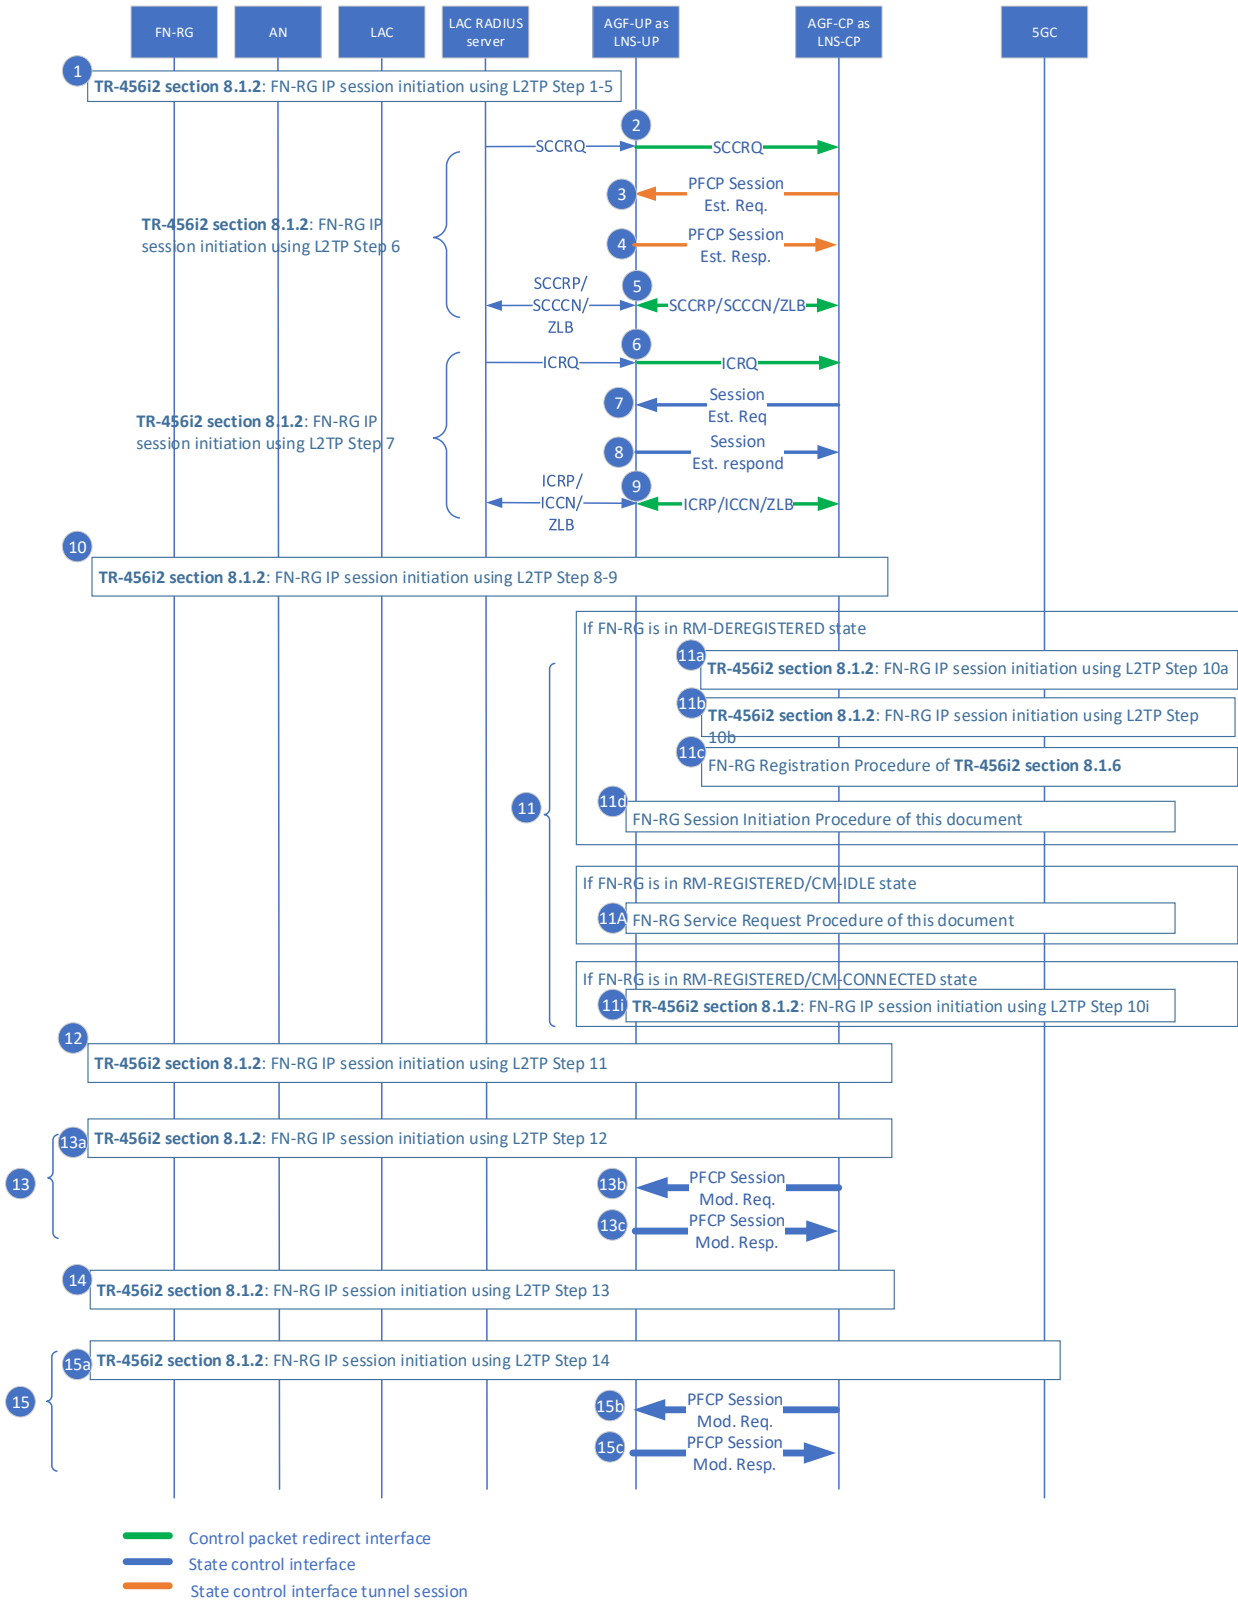 FN-RG
AN
LAC
LAC RADIUS
server
AGF-UP as
LNS-UP
AGF-CP as
LNS-CP
5GC
1
TR-456i2 section 8.1.2: FN-RG IP session initiation using L2TP Step 1-5
2
SCCRQ
SCCRQ
3
PFCP Session
Est. Req.
TR-456i2 section 8.1.2: FN-RG IP
session initiation using L2TP Step 6
4
PFCP Session
Est. Resp.
5
SCCRP/
SCCCN/
ZLB
SCCRP/SCCCN/ZLB
6
ICRQ
ICRQ
7
Session
Est. Req
TR-456i2 section 8.1.2: FN-RG IP
session initiation using L2TP Step 7
8
Session
Est. respond
9
ICRP/
ICCN/
ZLB
ICRP/ICCN/ZLB
10
TR-456i2 section 8.1.2: FN-RG IP session initiation using L2TP Step 8-9
If FN-RG is in RM-DEREGISTERED state
11a
TR-456i2 section 8.1.2: FN-RG IP session initiation using L2TP Step 10a
11b
TR-456i2 section 8.1.2: FN-RG IP session initiation using L2TP Step
10b
11c
FN-RG Registration Procedure of TR-456i2 section 8.1.6
11
11d
FN-RG Session Initiation Procedure of this document
If FN-RG is in RM-REGISTERED/CM-IDLE state
11A
FN-RG Service Request Procedure of this document
If FN-RG is in RM-REGISTERED/CM-CONNECTED state
11i
TR-456i2 section 8.1.2: FN-RG IP session initiation using L2TP Step 10i
12
TR-456i2 section 8.1.2: FN-RG IP session initiation using L2TP Step 11
13
13a
TR-456i2 section 8.1.2: FN-RG IP session initiation using L2TP Step 12
13b
PFCP Session
Mod. Req.
13c
PFCP Session
Mod. Resp.
14
TR-456i2 section 8.1.2: FN-RG IP session initiation using L2TP Step 13
15
15a
TR-456i2 section 8.1.2: FN-RG IP session initiation using L2TP Step 14
15b
PFCP Session
Mod. Req.
15c
PFCP Session
Mod. Resp.
Control packet redirect interface
State control interface
State control interface tunnel session